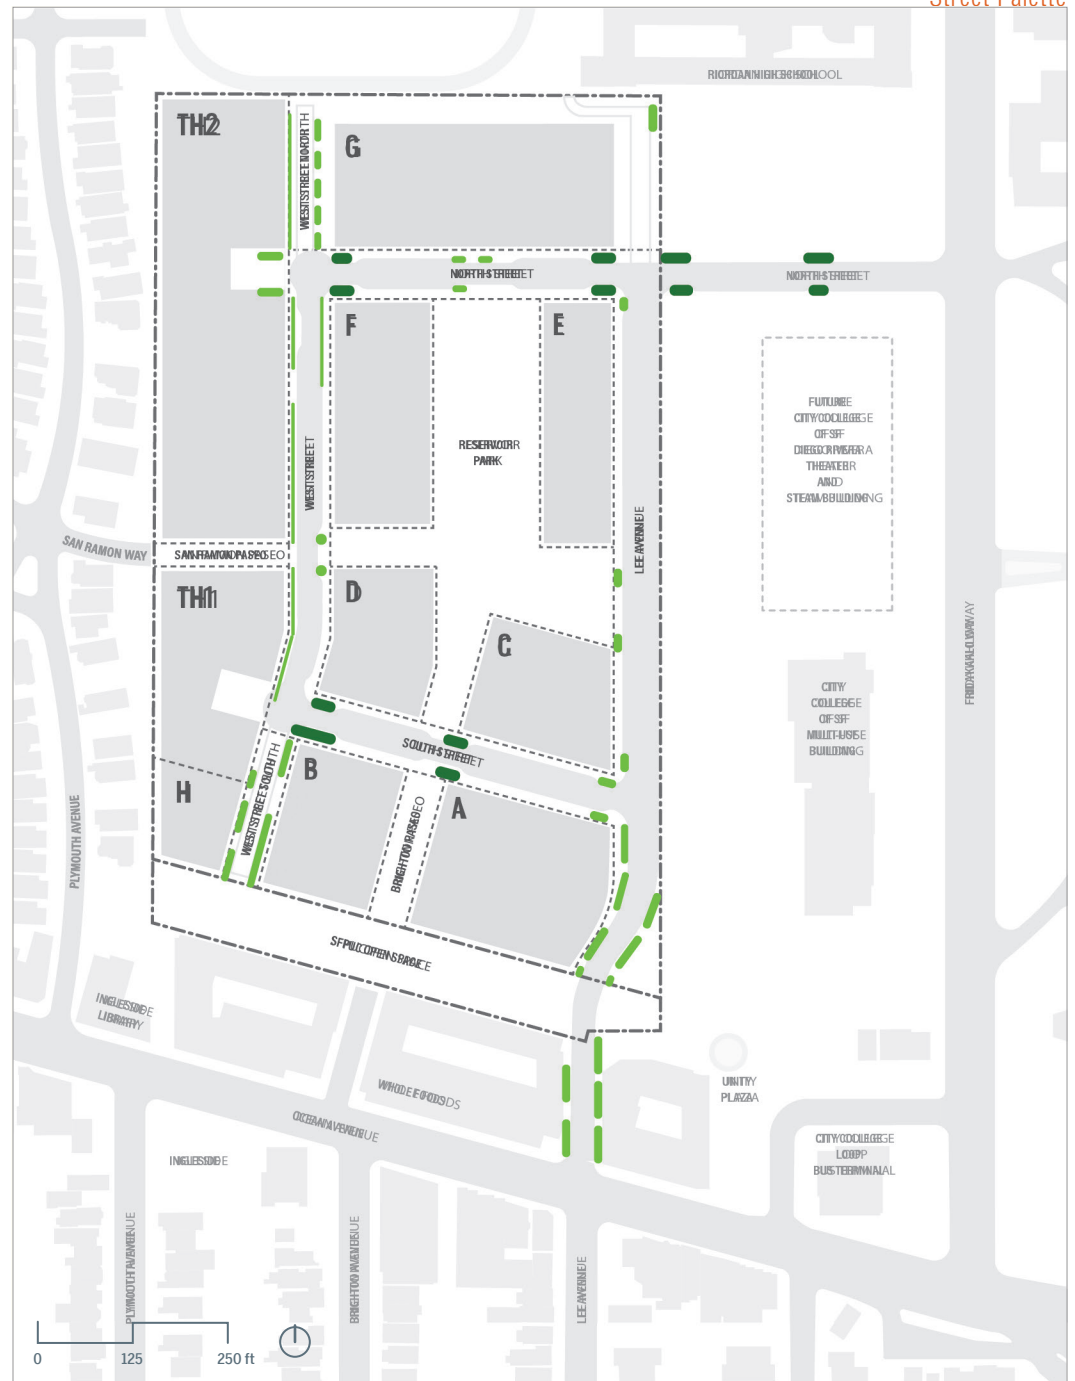 Street Palette
RIORDAN HIGH SCHOOL
TH2
WEST STREET NORTH
G
NORTH STREET
NORTH STREET
F
E
FUTURE
CITY COLLEGE
OF SF
DIEGO RIVERA
THEATER
AND
STEAM BUILDING
RESERVOIR
PARK
WEST STREET
LEE AVENUE
SAN RAMON WAY
SAN RAMON PASEO
TH1
D
C
FRIDA KAHLO WAY
CITY
COLLEGE
OF SF
MULTI-USE
BUILDING
SOUTH STREET
B
H
WEST STREET SOUTH
A
BRIGHTON PASEO
PLYMOUTH AVENUE
SFPUC OPEN SPACE
INGLESIDE
LIBRARY
WHOLE FOODS
UNITY
PLAZA
OCEAN AVENUE
CITY COLLEGE
LOOP
BUS TERMINAL
INGLESIDE
PLYMOUTH AVENUE
BRIGHTON AVENUE
LEE AVENUE
0 125 250 ft